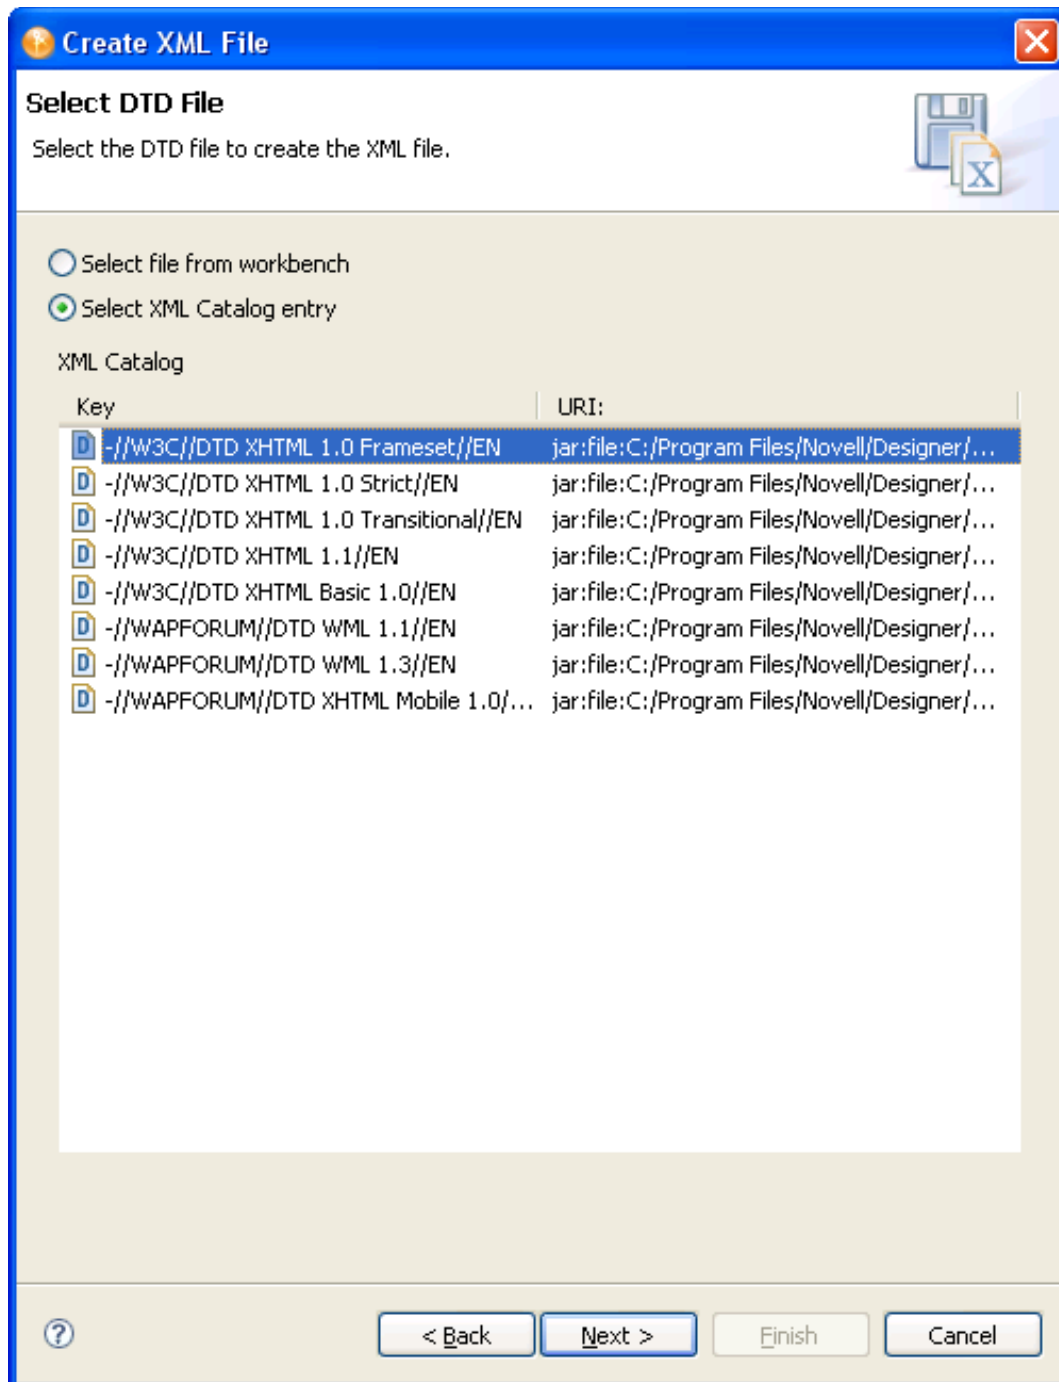 Create XML File
Select DTD File
Select the DTD file to create the XML file.
X
Select file from workbench
Select XML Catalog entry
XML Catalog
Key URI:
D -//W3C//DTD XHTML 1.0 Frameset//EN jar:file:C:/Program Files/Novell/Designer/...
D -//W3C//DTD XHTML 1.0 Strict//EN jar:file:C:/Program Files/Novell/Designer/...
D -//W3C//DTD XHTML 1.0 Transitional//EN jar:file:C:/Program Files/Novell/Designer/...
D -//W3C//DTD XHTML 1.1//EN jar:file:C:/Program Files/Novell/Designer/...
D -//W3C//DTD XHTML Basic 1.0//EN jar:file:C:/Program Files/Novell/Designer/...
D -//WAPFORUM//DTD WML 1.1//EN jar:file:C:/Program Files/Novell/Designer/...
D -//WAPFORUM//DTD WML 1.3//EN jar:file:C:/Program Files/Novell/Designer/...
D -//WAPFORUM//DTD XHTML Mobile 1.0/... jar:file:C:/Program Files/Novell/Designer/...
? < Back Next > Finish Cancel